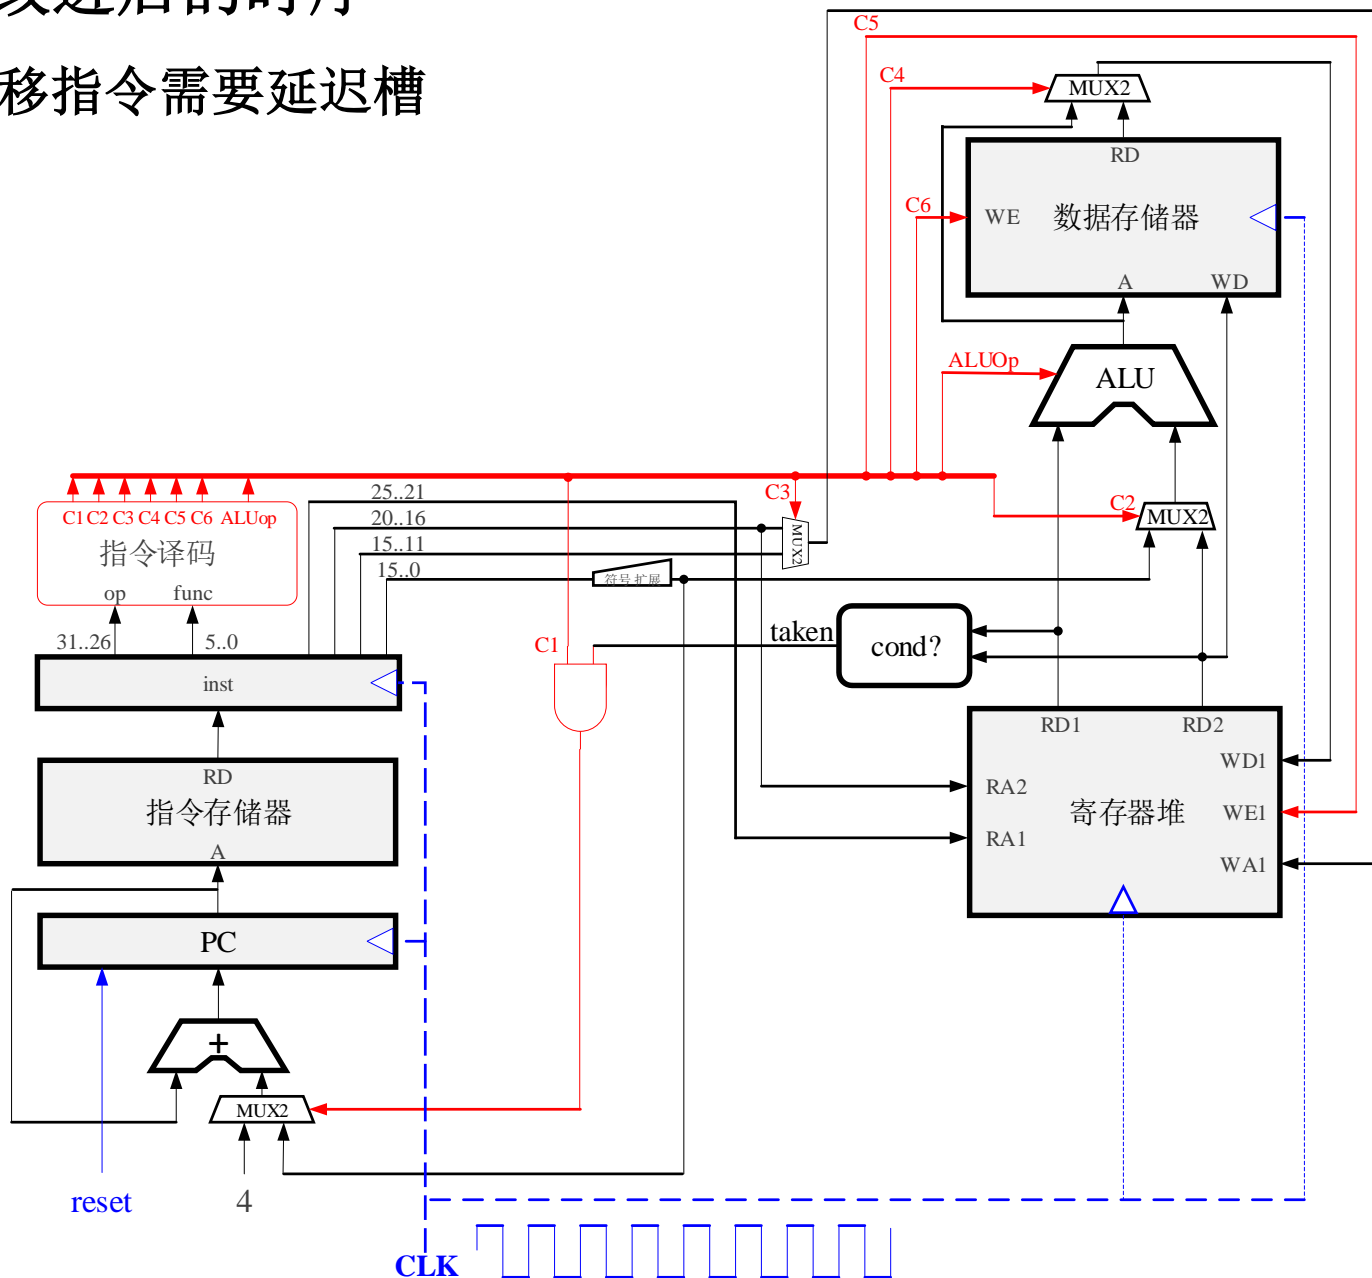 移指令需要延迟槽
C5
C4
MUX2
RD
C6
WE
数据存储器
A
WD
ALUOp
ALU
25..21
20..16
15..11
15..0
C3
MUX2
C2
MUX2
C1 C2 C3 C4 C5 C6 ALUop
指令译码
op
func
符号扩展
31..26
5..0
C1
taken
cond?
inst
RD1
RD2
RD
指令存储器
A
WD1
RA2
寄存器堆
WE1
RA1
WA1
PC
+
MUX2
reset
4
CLK